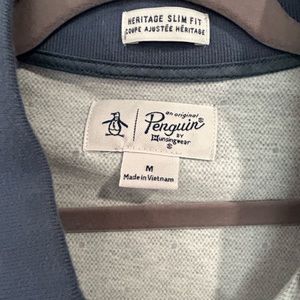 HERITAGE SLIM FIT
COUPE AJUSTÉE HÉRITAGE
an original
Penguin®
BY
Munsingwear
®
M
Made in Vietnam